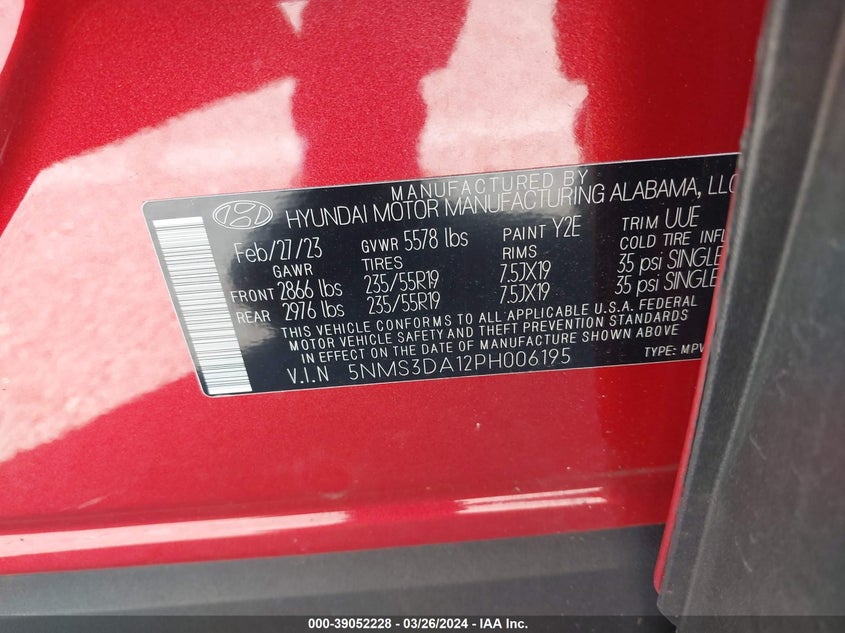 MANUFACTURED BY
HYUNDAI MOTOR MANUFACTURING ALABAMA, LLC
Feb/27/23 GVWR 5578 lbs PAINT Y2E TRIM UUE
GAWR TIRES RIMS COLD TIRE INFL
FRONT 2866 lbs 235/55R19 7.5JX19 35 psi SINGLE
REAR 2976 lbs 235/55R19 7.5JX19 35 psi SINGLE
THIS VEHICLE CONFORMS TO ALL APPLICABLE U.S.A. FEDERAL
MOTOR VEHICLE SAFETY AND THEFT PREVENTION STANDARDS
IN EFFECT ON THE DATE OF MANUFACTURE SHOWN ABOVE
V.I.N 5NMS3DA12PH006195 TYPE: MPV
000-39052228 - 03/26/2024 - IAA Inc.